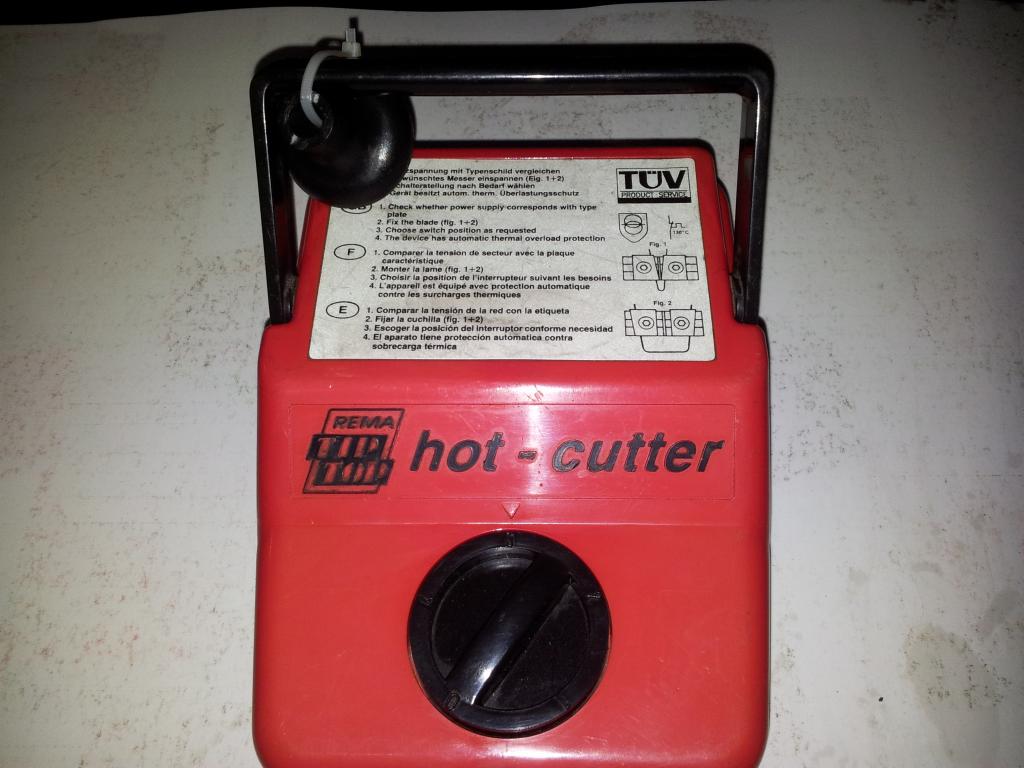 spannung mit Typenschild vergleichen
wünschtes Messer einspannen (Eig. 1+2)
chalterstellung nach Bedarf wählen
Gerät besitzt autom. therm. Überlastungsschutz
TÜV
PRODUCT SERVICE
GB
1. Check whether power supply corresponds with type
plate
2. Fix the blade (fig. 1+2)
3. Choose switch position as requested
4. The device has automatic thermal overload protection
F
1. Comparer la tension de secteur avec la plaque
caractéristique
2. Monter la lame (fig. 1+2)
3. Choisir la position de l'interrupteur suivant les besoins
4. L'appareil est équipé avec protection automatique
contre les surcharges thermiques
E
1. Comparar la tensión de la red con la etiqueta
2. Fijar la cuchilla (fig. 1+2)
3. Escoger la posición del interruptor conforme necesidad
4. El aparato tiene protección automatica contra
sobrecarga térmica
Fig. 1
Fig. 2
REMA
TIP
TOP
hot - cutter